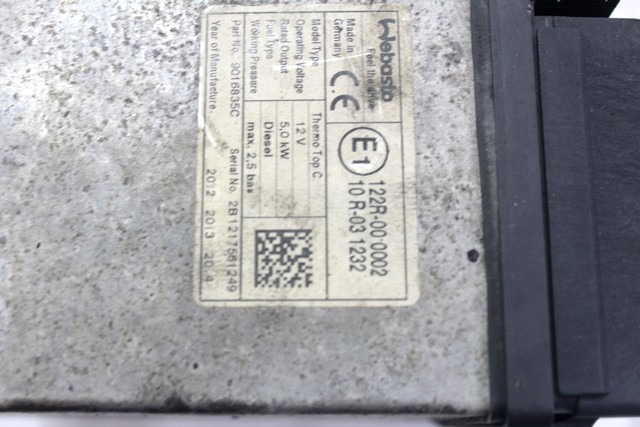 Webasto
Feel the drive
Made in
Germany
CE
E1
122R-00 0002
10 R-03 1232
Model Type Thermo Top C
Operating Voltage 12 V
Rated Output 5,0 kW
Fuel Type Diesel
Working Pressure max. 2,5 bar
Part No. 9016835C Serial No. 2B1217561249
Year of Manufacture 2012 2013 2014